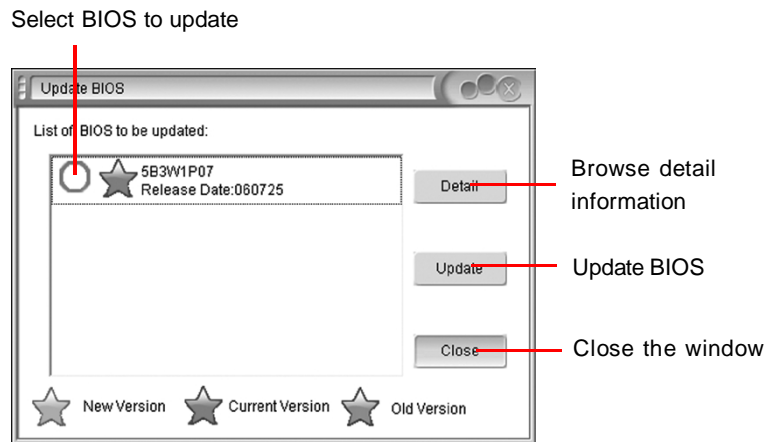 Select BIOS to update
Update BIOS
List of BIOS to be updated:
5B3W1P07
Release Date:060725
Detail
Browse detail
information
Update
Update BIOS
Close
Close the window
New Version
Current Version
Old Version